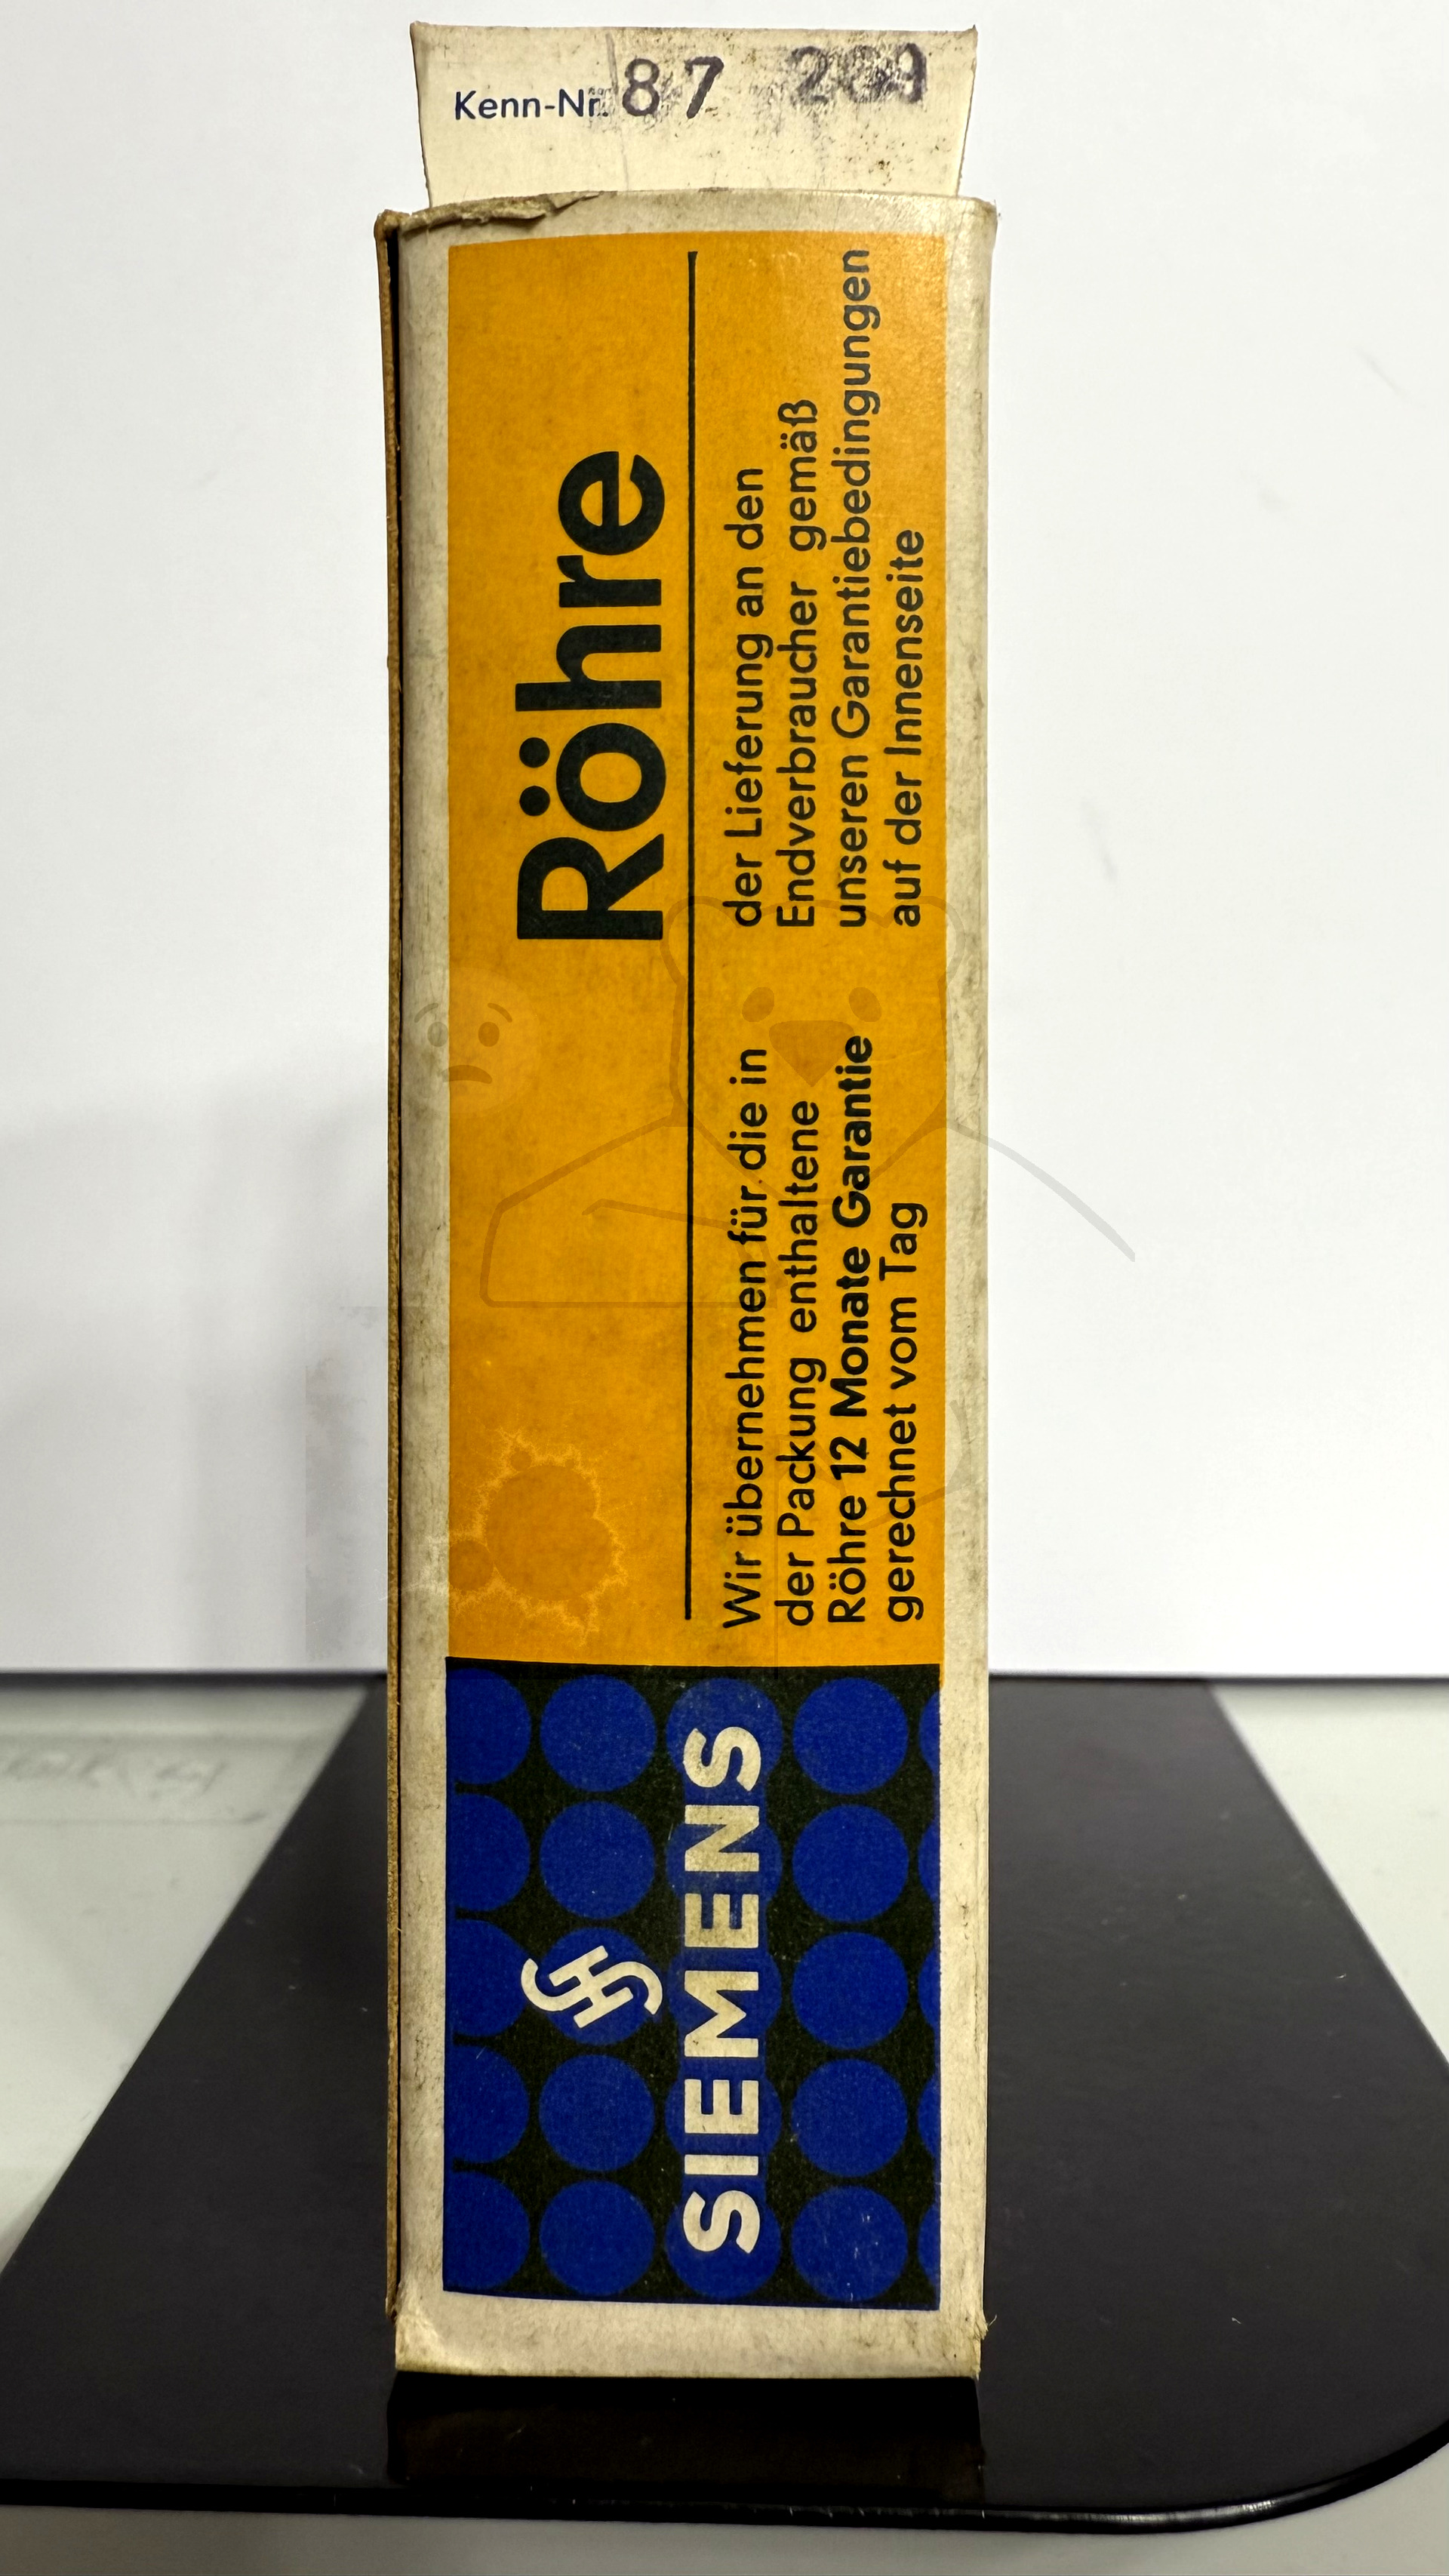 Kenn-Nr. 87
Röhre
Wir übernehmen für die in
der Packung enthaltene
Röhre 12 Monate Garantie
gerechnet vom Tag
der Lieferung an den
Endverbraucher gemäß
unseren Garantiebedingungen
auf der Innenseite
SIEMENS